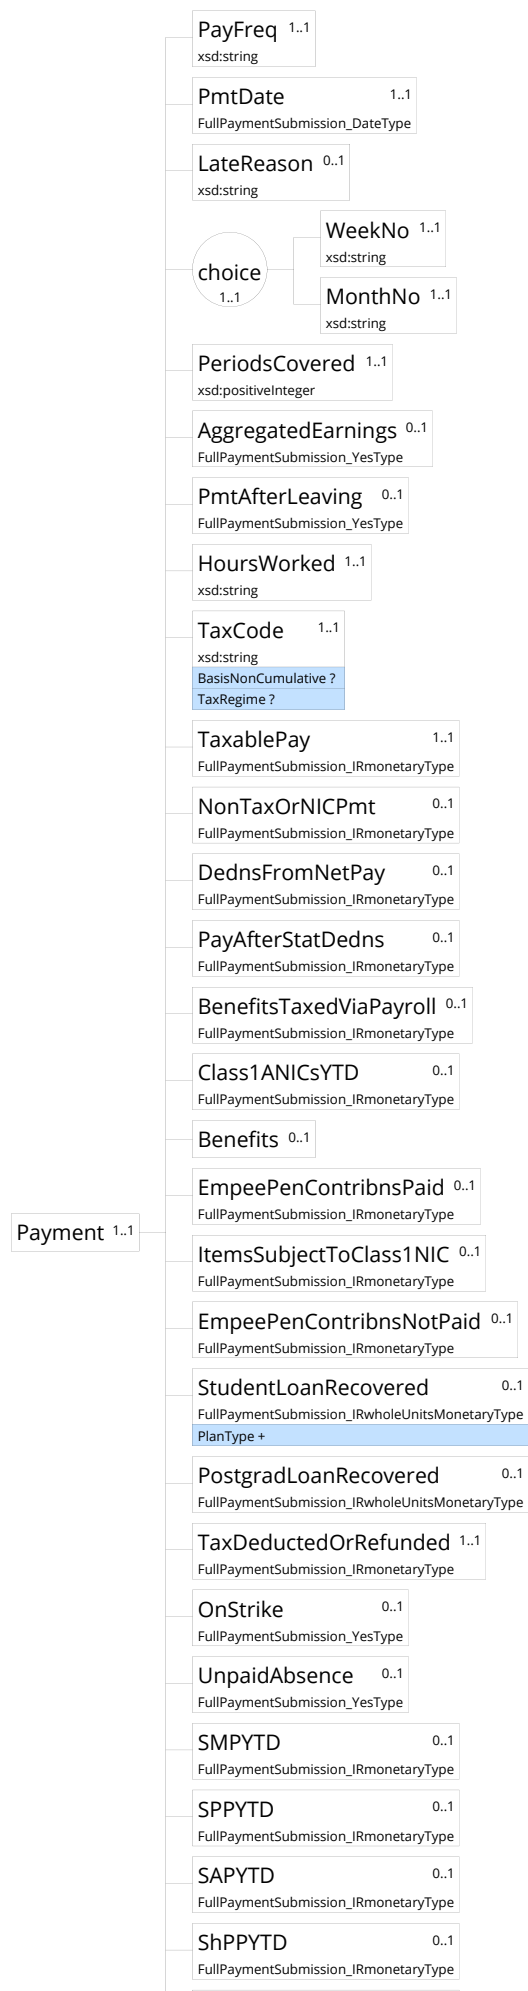 PayFreq 1..1
xsd:string
PmtDate 1..1
FullPaymentSubmission_DateType
LateReason 0..1
xsd:string
choice
1..1
WeekNo 1..1
xsd:string
MonthNo 1..1
xsd:string
PeriodsCovered 1..1
xsd:positiveInteger
AggregatedEarnings 0..1
FullPaymentSubmission_YesType
PmtAfterLeaving 0..1
FullPaymentSubmission_YesType
HoursWorked 1..1
xsd:string
TaxCode 1..1
xsd:string
BasisNonCumulative ?
TaxRegime ?
TaxablePay 1..1
FullPaymentSubmission_IRmonetaryType
NonTaxOrNICPmt 0..1
FullPaymentSubmission_IRmonetaryType
DednsFromNetPay 0..1
FullPaymentSubmission_IRmonetaryType
PayAfterStatDedns 0..1
FullPaymentSubmission_IRmonetaryType
BenefitsTaxedViaPayroll 0..1
FullPaymentSubmission_IRmonetaryType
Class1ANICsYTD 0..1
FullPaymentSubmission_IRmonetaryType
Benefits 0..1
EmpeePenContribnsPaid 0..1
FullPaymentSubmission_IRmonetaryType
Payment 1..1
ItemsSubjectToClass1NIC 0..1
FullPaymentSubmission_IRmonetaryType
EmpeePenContribnsNotPaid 0..1
FullPaymentSubmission_IRmonetaryType
StudentLoanRecovered 0..1
FullPaymentSubmission_IRwholeUnitsMonetaryType
PlanType +
PostgradLoanRecovered 0..1
FullPaymentSubmission_IRwholeUnitsMonetaryType
TaxDeductedOrRefunded 1..1
FullPaymentSubmission_IRmonetaryType
OnStrike 0..1
FullPaymentSubmission_YesType
UnpaidAbsence 0..1
FullPaymentSubmission_YesType
SMPYTD 0..1
FullPaymentSubmission_IRmonetaryType
SPPYTD 0..1
FullPaymentSubmission_IRmonetaryType
SAPYTD 0..1
FullPaymentSubmission_IRmonetaryType
ShPPYTD 0..1
FullPaymentSubmission_IRmonetaryType